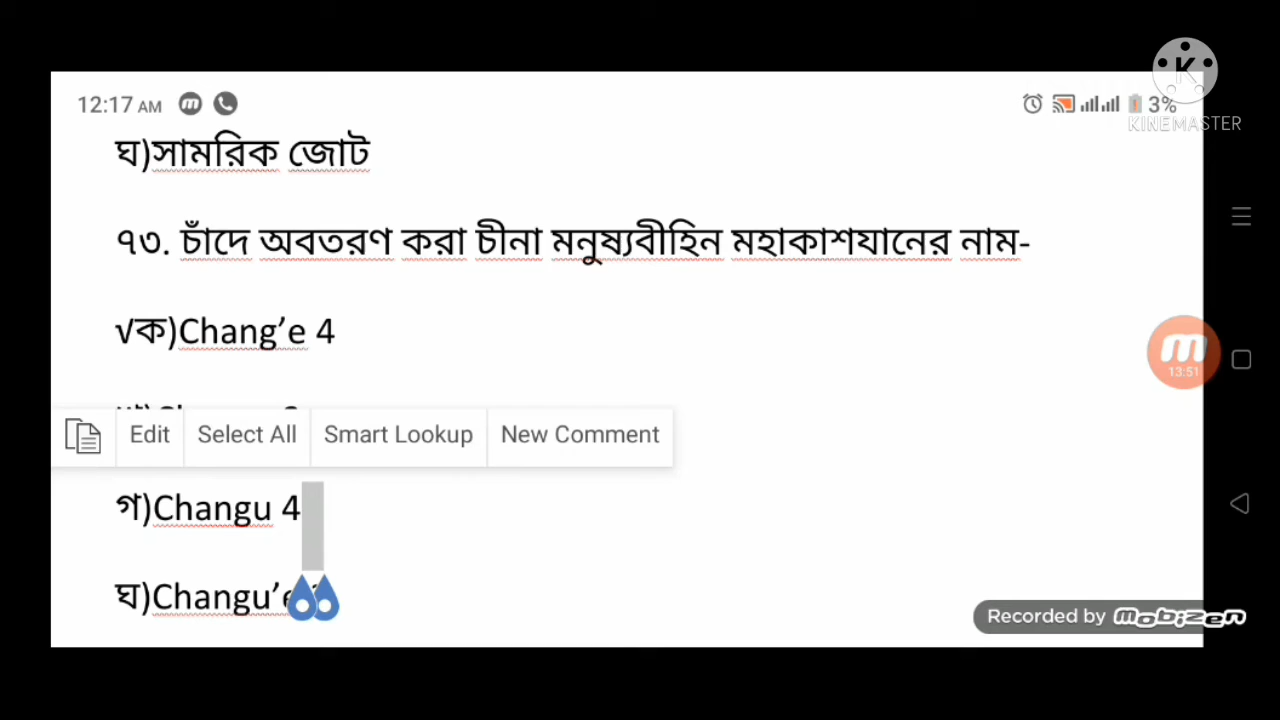 12:17 AM
3%
KINEMASTER
ঘ)সামরিক জোট
৭৩. চাঁদে অবতরণ করা চীনা মনুষ্যবীহিন মহাকাশযানের নাম-
√ক)Chang’e 4
13:51
Edit Select All Smart Lookup New Comment
গ)Changu 4
ঘ)Changu’e
Recorded by Mobizen